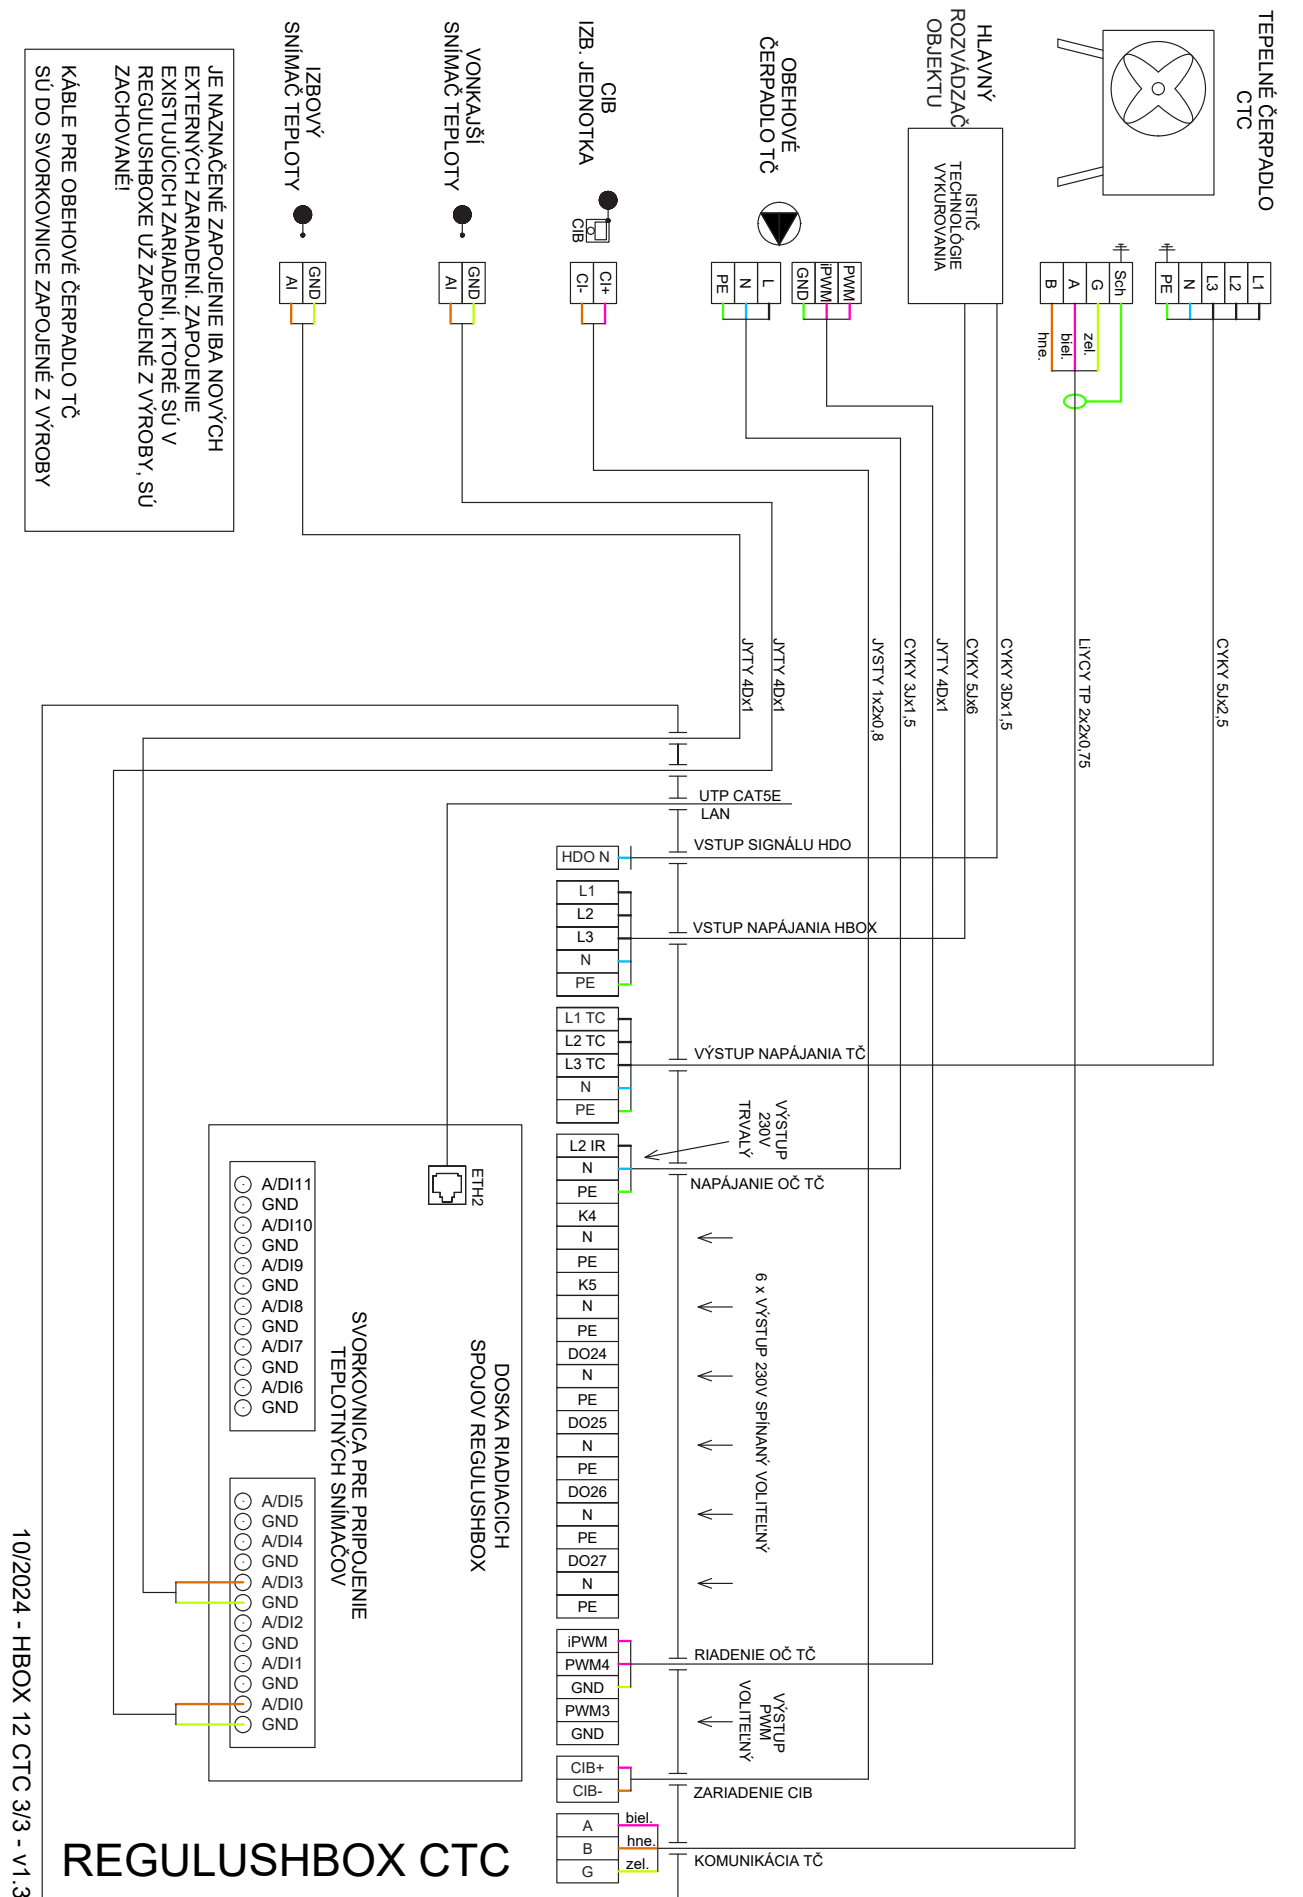 TEPELNÉ ČERPADLO
CTC
HLAVNÝ
ROZVÁDZAČ
OBJEKTU
ISTIČ
TECHNOLÓGIE
VYKUROVANIA
OBEHOVÉ
ČERPADLO TČ
CIB
IZB. JEDNOTKA
CIB
VONKAJŠÍ
SNÍMAČ TEPLOTY
IZBOVÝ
SNÍMAČ TEPLOTY
JE NAZNAČENÉ ZAPOJENIE IBA NOVÝCH
EXTERNÝCH ZARIADENÍ. ZAPOJENIE
EXISTUJÚCICH ZARIADENÍ, KTORÉ SÚ V
REGULUSHBOXE UŽ ZAPOJENÉ Z VÝROBY, SÚ
ZACHOVANÉ!
KÁBLE PRE OBEHOVÉ ČERPADLO TČ
SÚ DO SVORKOVNICE ZAPOJENÉ Z VÝROBY
L1
L2
L3
N
PE
Sch
G
A
B
zel.
biel.
hne.
PWM
iPWM
GND
L
N
PE
CI+
CI-
GND
AI
GND
AI
CYKY 5Jx2,5
LiYCY TP 2x2x0,75
CYKY 3Dx1,5
CYKY 5Jx6
JYTY 4Dx1
CYKY 3Jx1,5
JYSTY 1x2x0,8
JYTY 4Dx1
JYTY 4Dx1
UTP CAT5E
LAN
HDO N
VSTUP SIGNÁLU HDO
L1
L2
L3
N
PE
VSTUP NAPÁJANIA HBOX
L1 TC
L2 TC
L3 TC
N
PE
VÝSTUP NAPÁJANIA TČ
VÝSTUP
230V
TRVALÝ
L2 IR
N
PE
NAPÁJANIE OČ TČ
K4
N
PE
K5
N
PE
DO24
N
PE
DO25
N
PE
DO26
N
PE
DO27
N
PE
6 x VÝSTUP 230V SPÍNANÝ VOLITEĽNÝ
iPWM
PWM4
GND
PWM3
GND
RIADENIE OČ TČ
VÝSTUP
PWM
VOLITEĽNÝ
CIB+
CIB-
ZARIADENIE CIB
A
B
G
biel.
hne.
zel.
KOMUNIKÁCIA TČ
ETH2
DOSKA RIADIACICH
SPOJOV REGULUSHBOX
SVORKOVNICA PRE PRIPOJENIE
TEPLOTNÝCH SNÍMAČOV
A/DI11
GND
A/DI10
GND
A/DI9
GND
A/DI8
GND
A/DI7
GND
A/DI6
GND
A/DI5
GND
A/DI4
GND
A/DI3
GND
A/DI2
GND
A/DI1
GND
A/DI0
GND
REGULUSHBOX CTC
10/2024 - HBOX 12 CTC 3/3 - v1.3